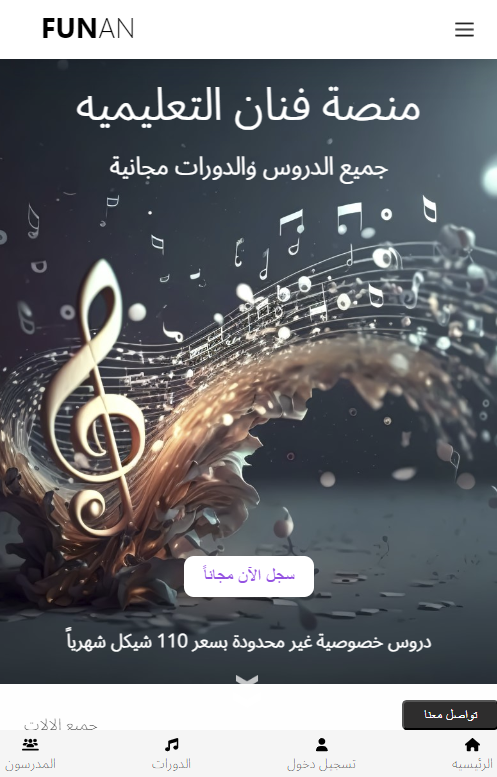 FUNAN
منصة فنان التعليميه
جميع الدروس والدورات مجانية
سجل الآن مجاناً
دروس خصوصية غير محدودة بسعر 110 شيكل شهرياً
تواصل معنا
جميع الالات
الرئيسيه
تسجيل دخول
الدورات
المدرسون